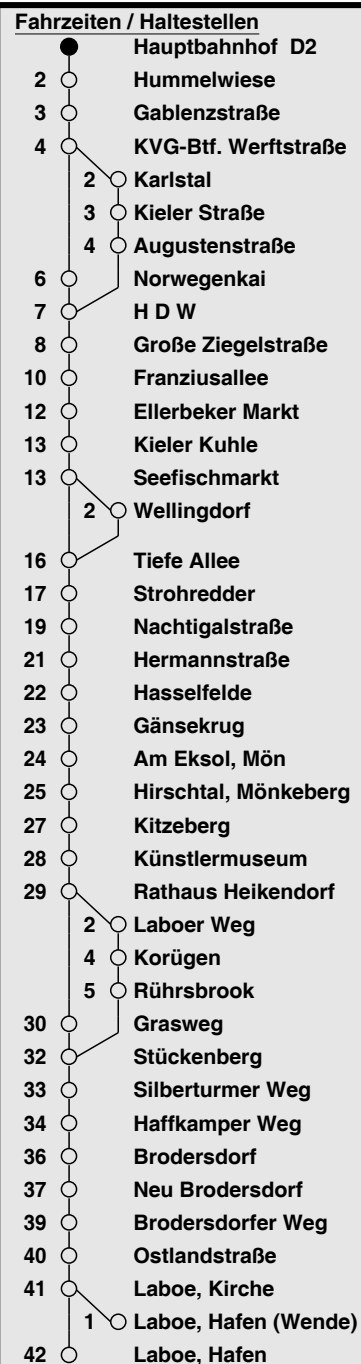 Fahrzeiten / Haltestellen
Hauptbahnhof D2
2 Hummelwiese
3 Gablenzstraße
4 KVG-Btf. Werftstraße
2 Karlstal
3 Kieler Straße
4 Augustenstraße
6 Norwegenkai
7 H D W
8 Große Ziegelstraße
10 Franziusallee
12 Ellerbeker Markt
13 Kieler Kuhle
13 Seefischmarkt
2 Wellingdorf
16 Tiefe Allee
17 Strohredder
19 Nachtigalstraße
21 Hermannstraße
22 Hasselfelde
23 Gänsekrug
24 Am Eksol, Mön
25 Hirschtal, Mönkeberg
27 Kitzeberg
28 Künstlermuseum
29 Rathaus Heikendorf
2 Laboer Weg
4 Korügen
5 Rührsbrook
30 Grasweg
32 Stückenberg
33 Silberturmer Weg
34 Haffkamper Weg
36 Brodersdorf
37 Neu Brodersdorf
39 Brodersdorfer Weg
40 Ostlandstraße
41 Laboe, Kirche
1 Laboe, Hafen (Wende)
42 Laboe, Hafen